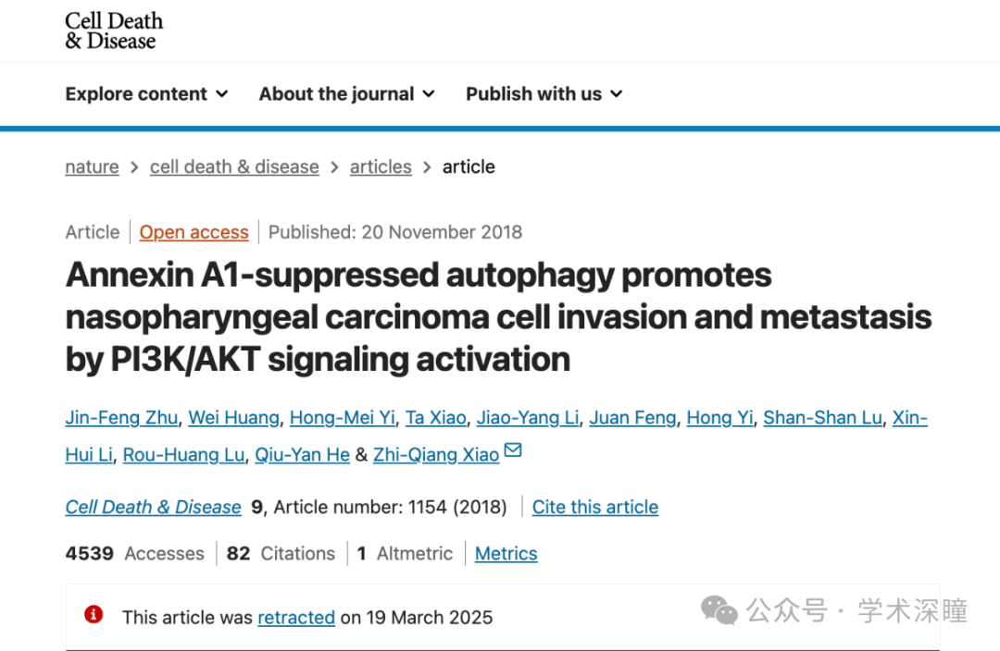 Cell Death
& Disease
Explore content About the journal Publish with us
nature > cell death & disease > articles > article
Article | Open access | Published: 20 November 2018
Annexin A1-suppressed autophagy promotes
nasopharyngeal carcinoma cell invasion and metastasis
by PI3K/AKT signaling activation
Jin-Feng Zhu, Wei Huang, Hong-Mei Yi, Ta Xiao, Jiao-Yang Li, Juan Feng, Hong Yi, Shan-Shan Lu, Xin-
Hui Li, Rou-Huang Lu, Qiu-Yan He & Zhi-Qiang Xiao
Cell Death & Disease 9, Article number: 1154 (2018) | Cite this article
4539 Accesses | 82 Citations | 1 Altmetric | Metrics
This article was retracted on 19 March 2025
公众号 · 学术深瞳